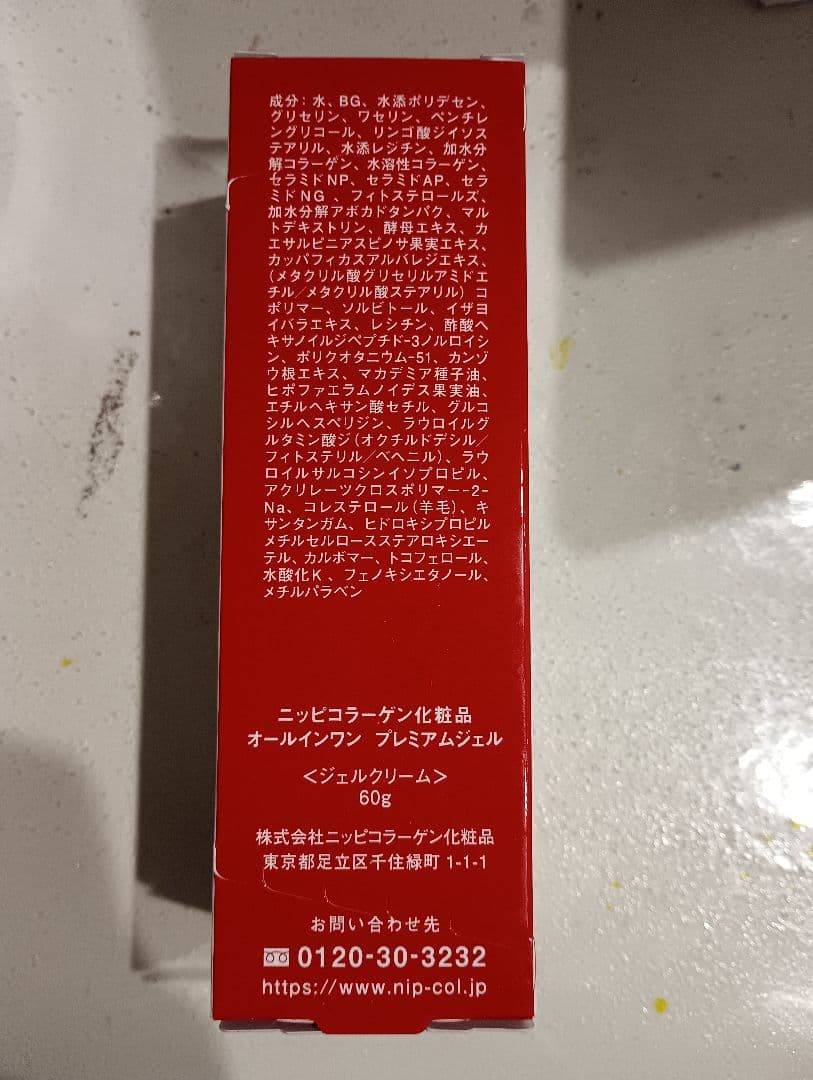 成分：水、BG、水添ポリデセン、
グリセリン、ワセリン、ペンチレ
ングリコール、リンゴ酸ジイソス
テアリル、水添レシチン、加水分
解コラーゲン、水溶性コラーゲン、
セラミドNP、セラミドAP、セラ
ミドNG 、フィトステロールズ、
加水分解アボカドタンパク、マル
トデキストリン、酵母エキス、カ
エサルピニアスピノサ果実エキス、
カッパフィカスアルバレジエキス、
(メタクリル酸グリセリルアミドエ
チル／メタクリル酸ステアリル) コ
ポリマー、ソルビトール、イザヨ
イバラエキス、レシチン、酢酸ヘ
キサノイルジペプチド-3ノルロイシ
ン、ポリクオタニウム-51、カンゾ
ウ根エキス、マカデミア種子油、
ヒポファエラムノイデス果実油、
エチルヘキサン酸セチル、グルコ
シルヘスペリジン、ラウロイルグ
ルタミン酸ジ(オクチルドデシル／
フィトステリル／ベヘニル)、ラウ
ロイルサルコシンイソプロピル、
アクリレーツクロスポリマー-2-
Na、コレステロール(羊毛)、キ
サンタンガム、ヒドロキシプロピル
メチルセルロースステアロキシエー
テル、カルボマー、トコフェロール、
水酸化K 、フェノキシエタノール、
メチルパラベン
ニッピコラーゲン化粧品
オールインワン プレミアムジェル
＜ジェルクリーム＞
60g
株式会社ニッピコラーゲン化粧品
東京都足立区千住緑町 1-1-1
お問い合わせ先
0120-30-3232
https://www.nip-col.jp